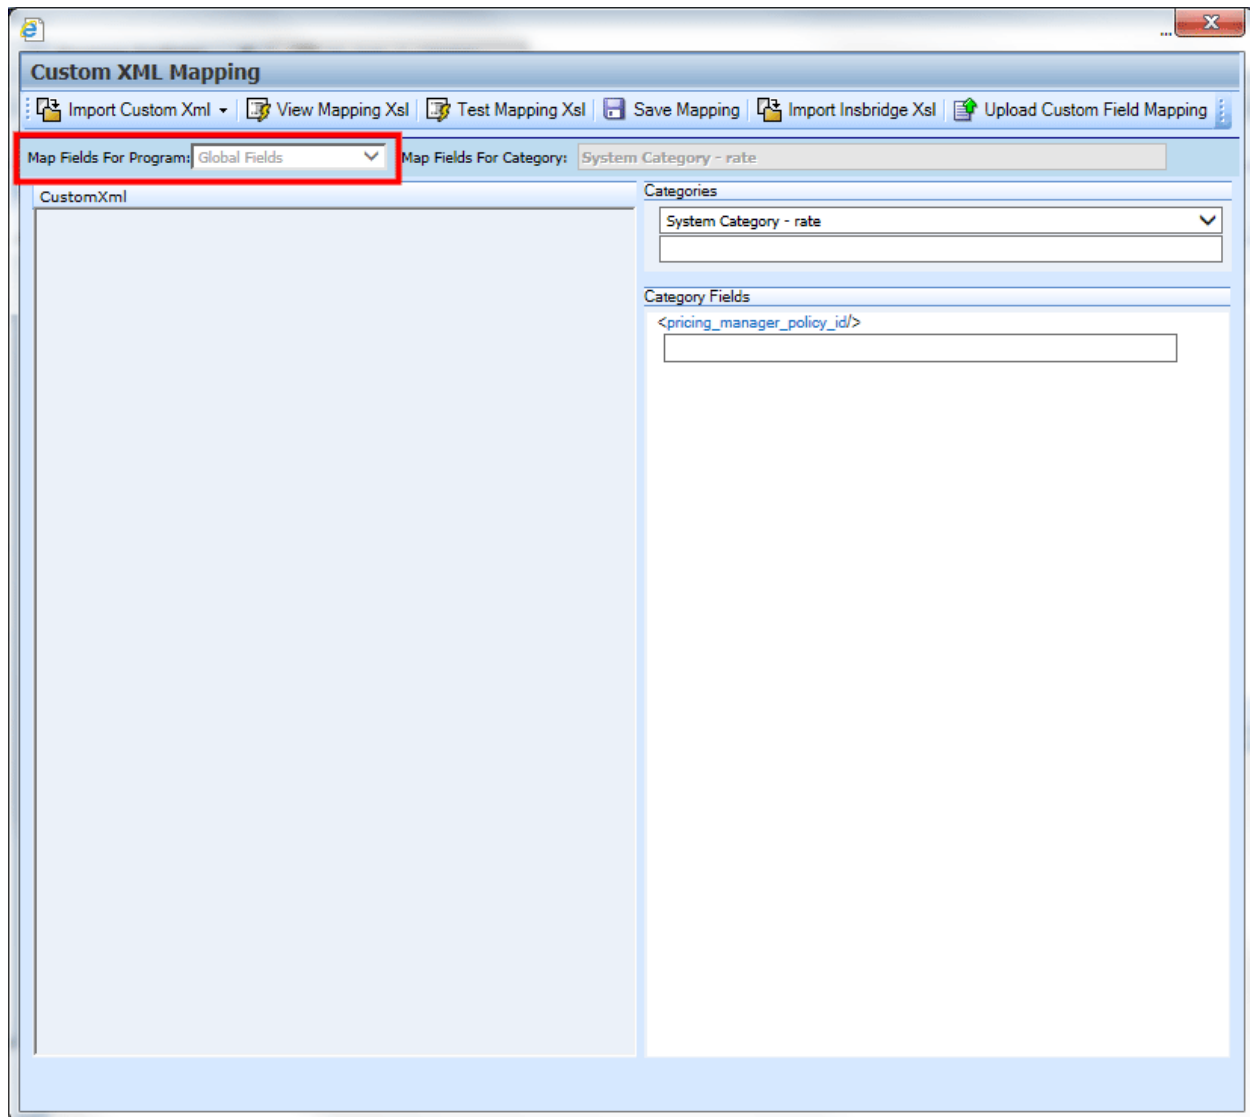 ...
X
Custom XML Mapping
Import Custom Xml View Mapping Xsl Test Mapping Xsl Save Mapping Import Insbridge Xsl Upload Custom Field Mapping
Map Fields For Program: Global Fields Map Fields For Category: System Category - rate
CustomXml
Categories
System Category - rate
Category Fields
<pricing_manager_policy_id/>